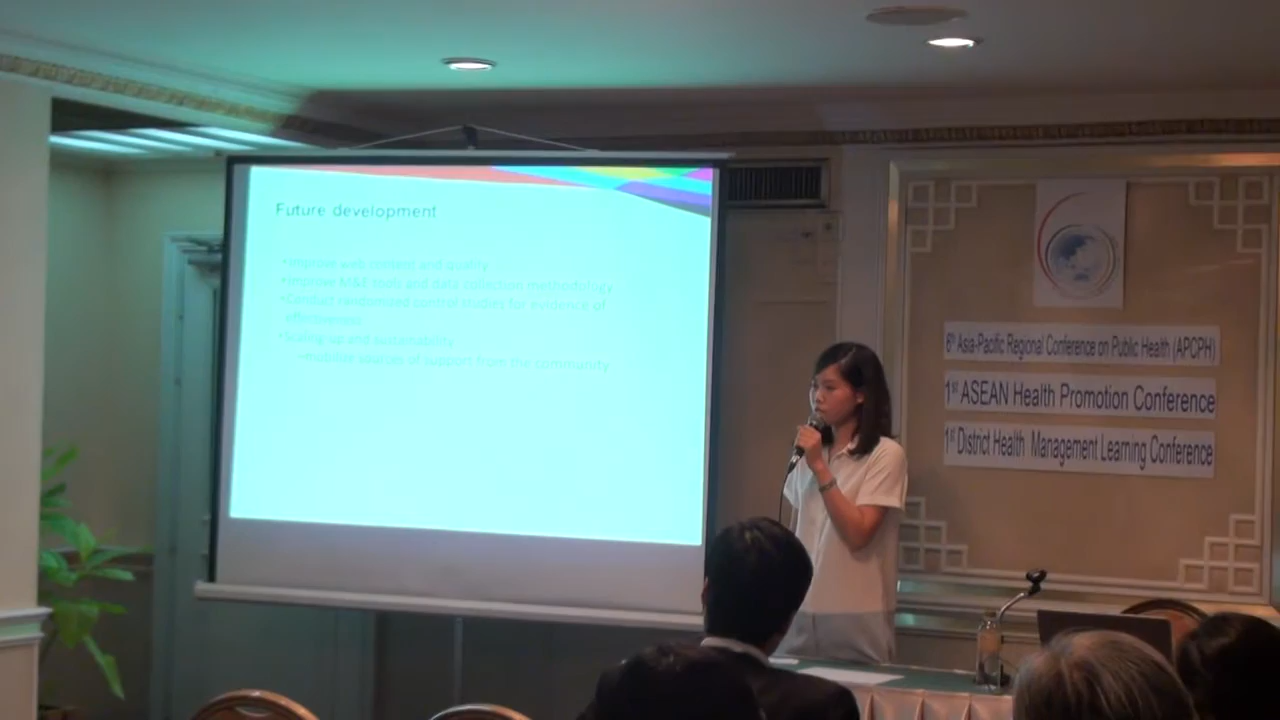 Future development
•Improve web content and quality
•Improve M&E tools and data collection methodology
•Conduct randomised control studies for evidence of
effectiveness
•Scaling up and sustainability
–mobilise sources of support from the community
6th Asia-Pacific Regional Conference on Public Health (APCPH)
1st ASEAN Health Promotion Conference
1st District Health Management Learning Conference